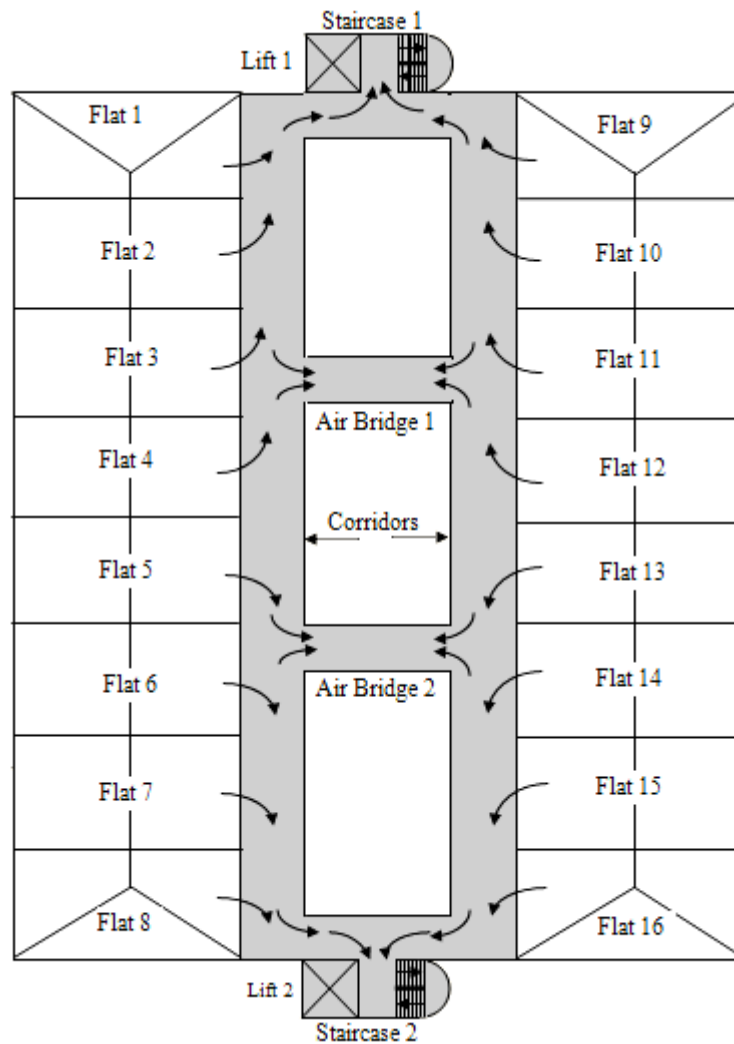 Staircase 1
Lift 1
Flat 1
Flat 9
Flat 2
Flat 10
Flat 3
Flat 11
Air Bridge 1
Flat 4
Flat 12
Corridors
Flat 5
Flat 13
Flat 6
Air Bridge 2
Flat 14
Flat 7
Flat 15
Flat 8
Flat 16
Lift 2
Staircase 2